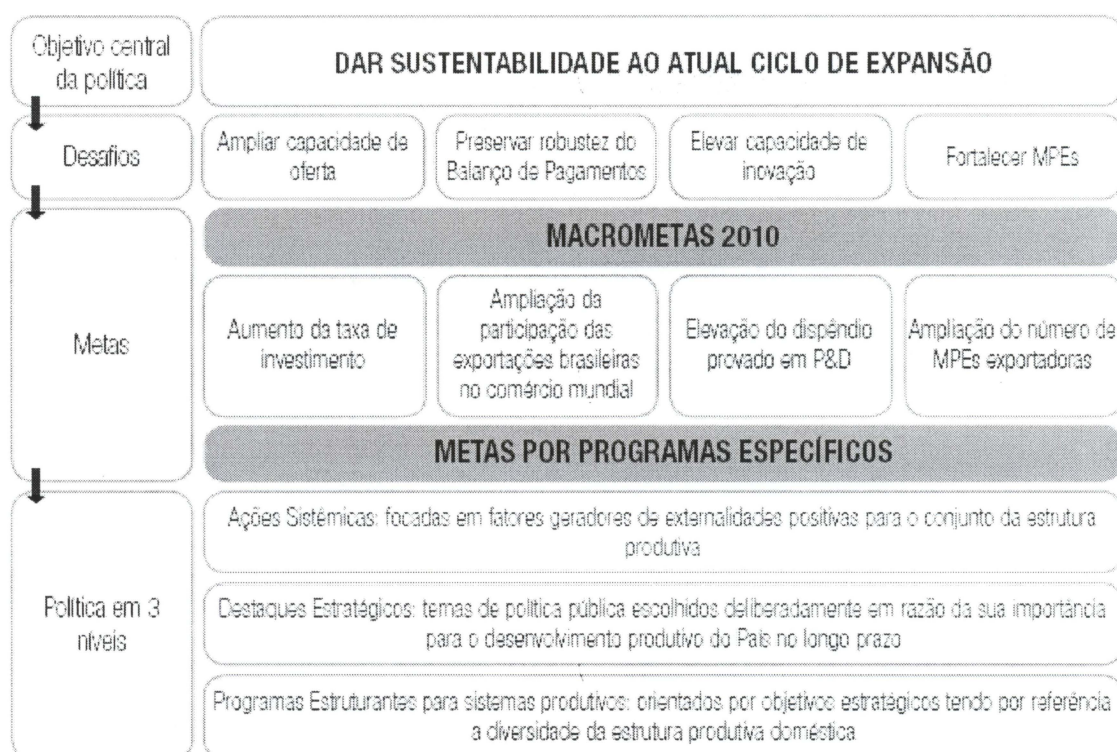 Objetivo central
da política
DAR SUSTENTABILIDADE AO ATUAL CICLO DE EXPANSÃO
Desafios
Ampliar capacidade de
oferta
Preservar robustez do
Balanço de Pagamentos
Elevar capacidade de
inovação
Fortalecer MPEs
Metas
MACROMETAS 2010
Aumento da taxa de
investimento
Ampliação da
participação das
exportações brasileiras
no comércio mundial
Elevação do dispêndio
provado em P&D
Ampliação do número de
MPEs exportadoras
METAS POR PROGRAMAS ESPECÍFICOS
Política em 3
níveis
Ações Sistêmicas: focadas em fatores geradores de externalidades positivas para o conjunto da estrutura
produtiva
Destaques Estratégicos: temas de política pública escolhidos deliberadamente em razão da sua importância
para o desenvolvimento produtivo do País no longo prazo
Programas Estruturantes para sistemas produtivos: orientados por objetivos estratégicos tendo por referência
a diversidade da estrutura produtiva doméstica